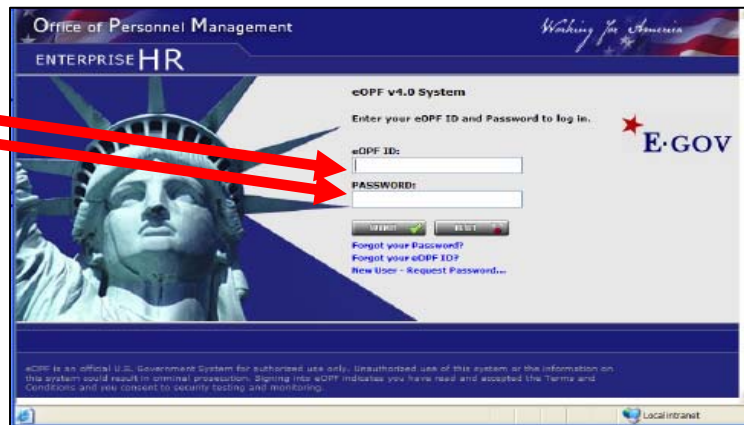 Office of Personnel Management
Working for America
ENTERPRISE HR
eOPF v4.0 System
Enter your eOPF ID and Password to log in.
E·GOV
eOPF ID:
PASSWORD:
SUBMIT
RESET
Forgot your Password?
Forgot your eOPF ID?
New User - Request Password...
eOPF is an official U.S. Government System for authorized use only. Unauthorized use of this system or the information on
this system could result in criminal prosecution. Signing into eOPF indicates you have read and accepted the Terms and
Conditions and you consent to security testing and monitoring.
Local intranet